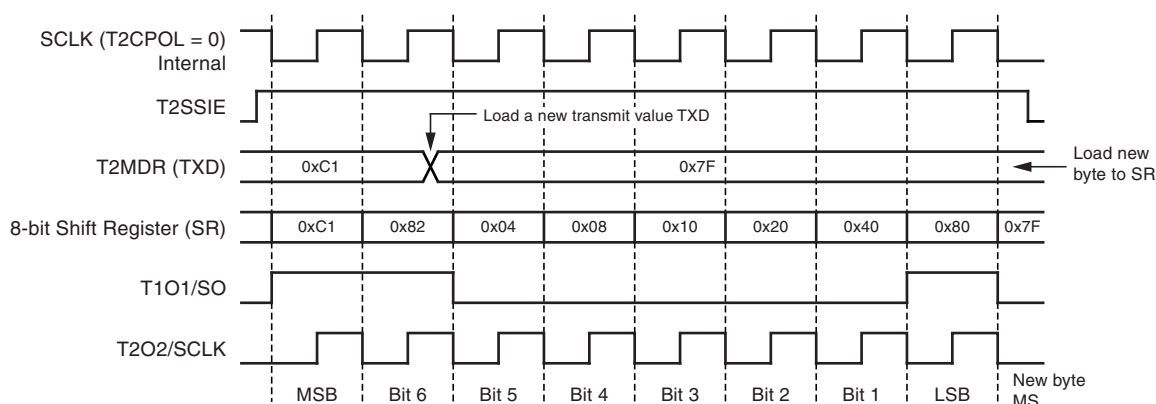 SCLK (T2CPOL = 0)
Internal
T2SSIE
Load a new transmit value TXD
T2MDR (TXD)
0xC1
0x7F
Load new
byte to SR
8-bit Shift Register (SR)
0xC1 0x82 0x04 0x08 0x10 0x20 0x40 0x80 0x7F
T1O1/SO
T2O2/SCLK
MSB Bit 6 Bit 5 Bit 4 Bit 3 Bit 2 Bit 1 LSB New byte
MS